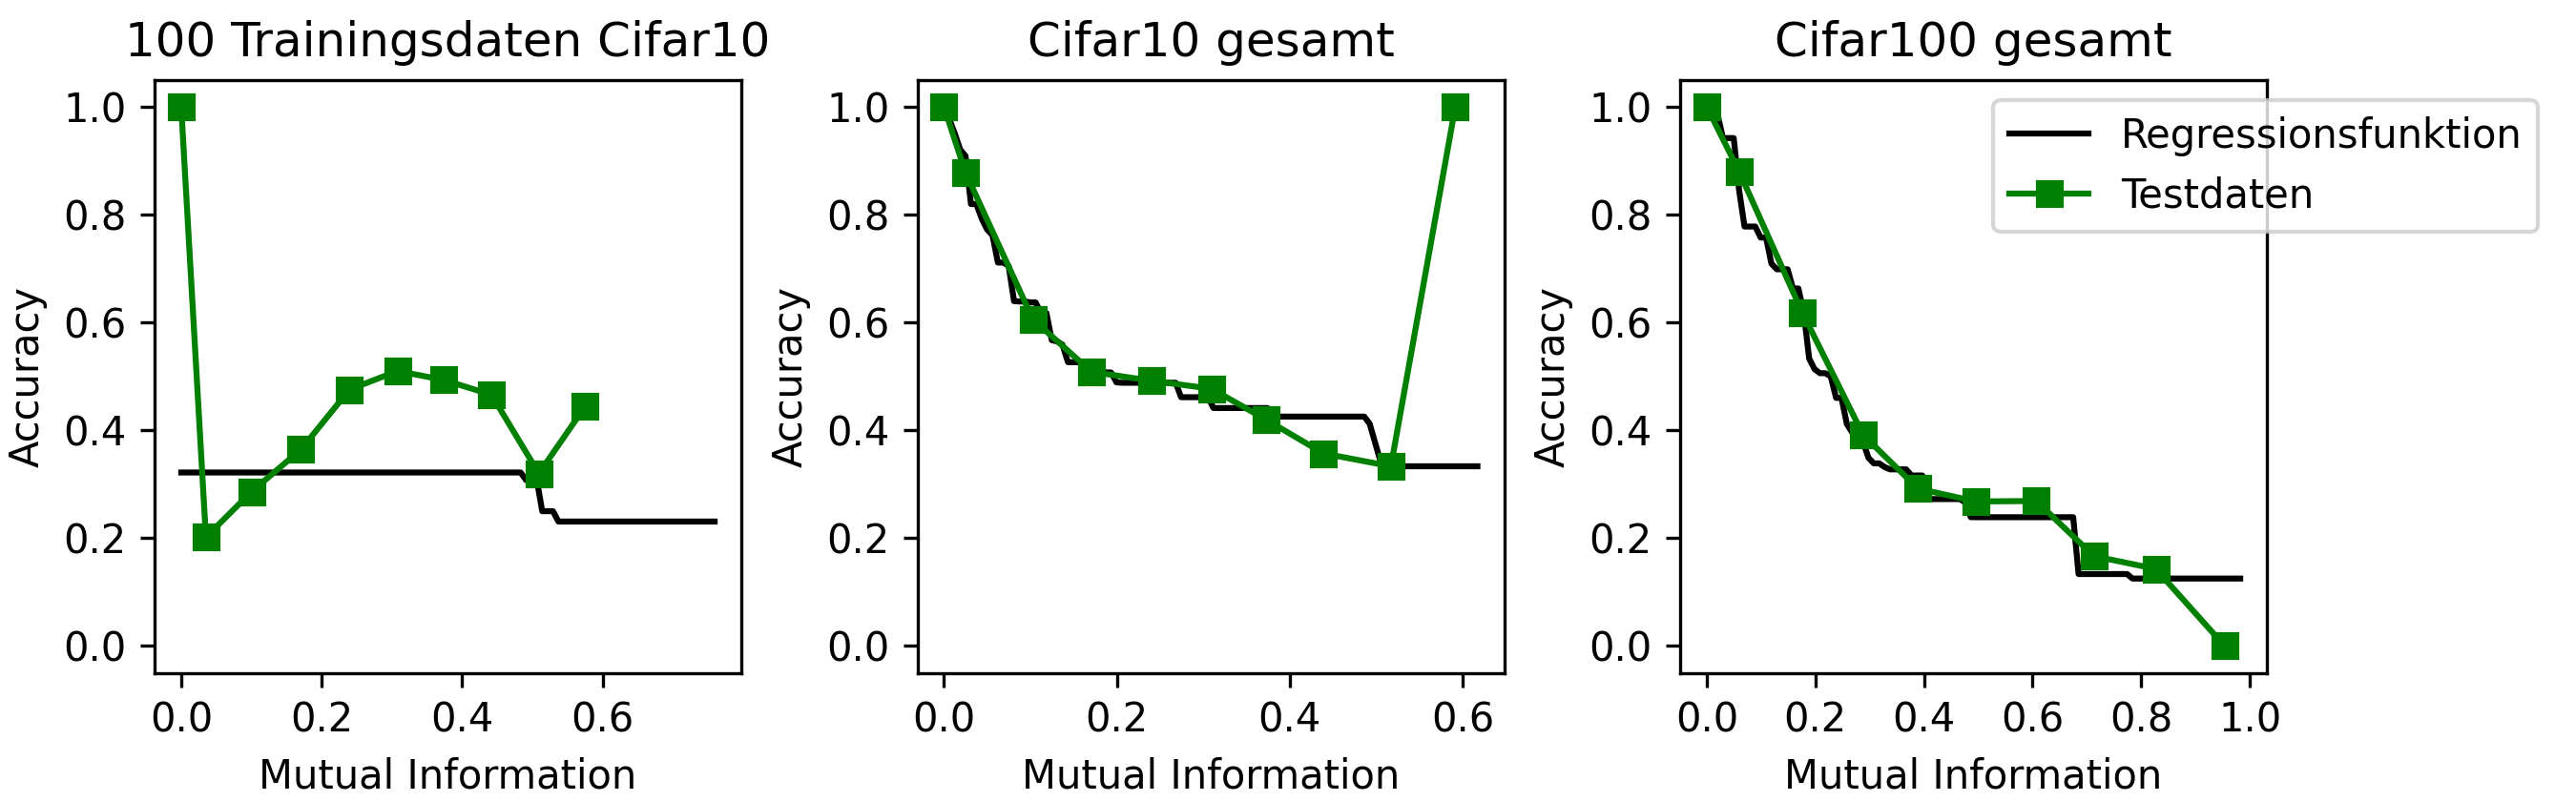 100 Trainingsdaten Cifar10
1.0
0.8
0.6
0.4
0.2
0.0
Accuracy
0.0 0.2 0.4 0.6
Mutual Information
Cifar10 gesamt
1.0
0.8
0.6
0.4
0.2
0.0
Accuracy
0.0 0.2 0.4 0.6
Mutual Information
Cifar100 gesamt
1.0
0.8
0.6
0.4
0.2
0.0
Accuracy
0.0 0.2 0.4 0.6 0.8 1.0
Mutual Information
Regressionsfunktion
Testdaten